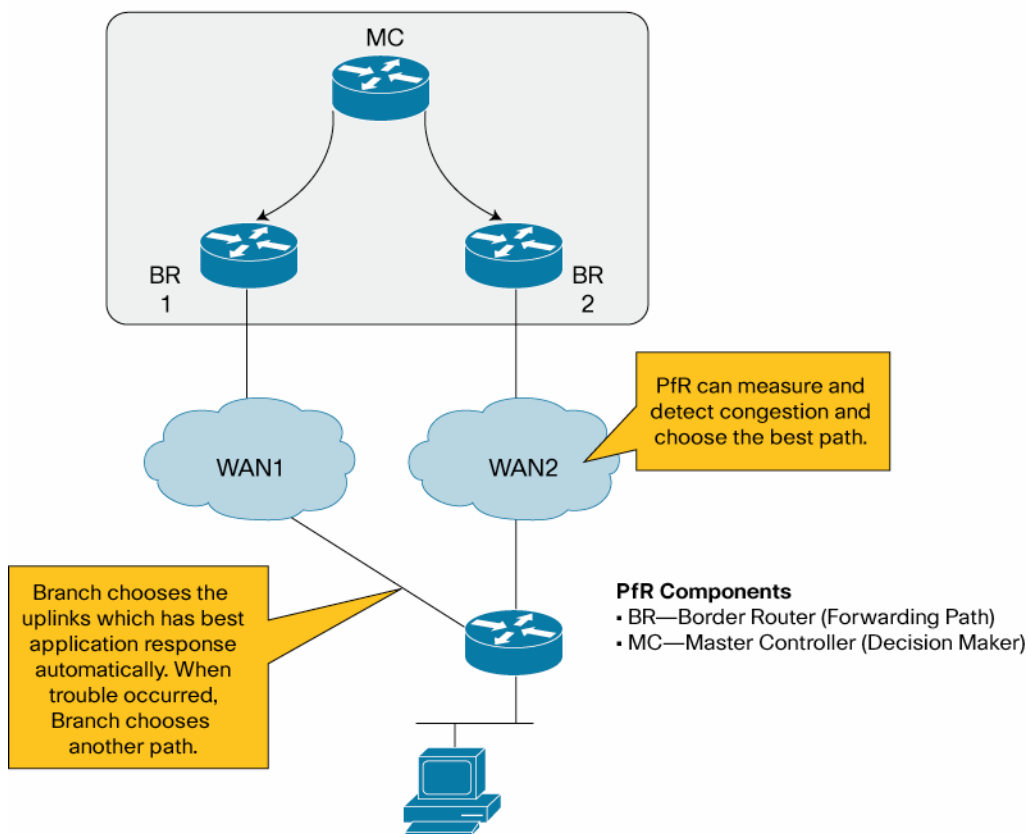 MC
BR
1
BR
2
PfR can measure and
detect congestion and
choose the best path.
WAN1
WAN2
Branch chooses the
uplinks which has best
application response
automatically. When
trouble occurred,
Branch chooses
another path.
PfR Components
▪ BR—Border Router (Forwarding Path)
▪ MC—Master Controller (Decision Maker)